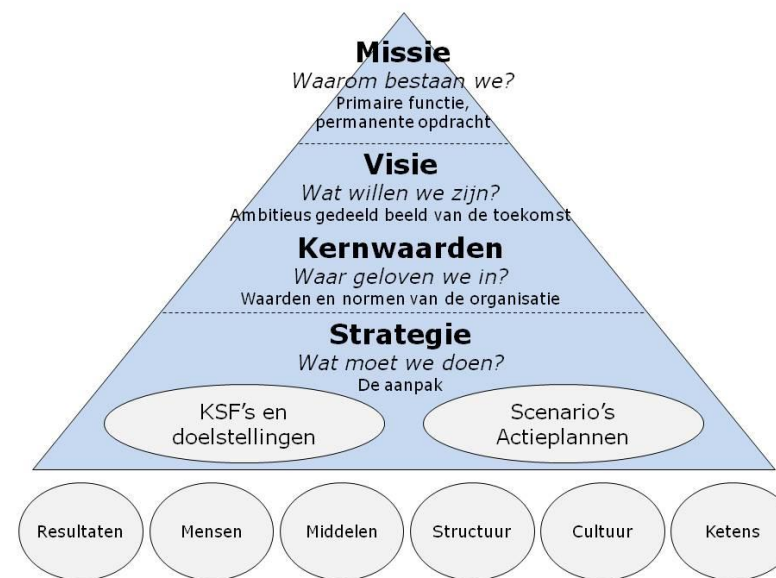 Missie
Waarom bestaan we?
Primaire functie,
permanente opdracht
Visie
Wat willen we zijn?
Ambitieus gedeeld beeld van de toekomst
Kernwaarden
Waar geloven we in?
Waarden en normen van de organisatie
Strategie
Wat moet we doen?
De aanpak
KSF's en
doelstellingen
Scenario's
Actieplannen
Resultaten
Mensen
Middelen
Structuur
Cultuur
Ketens